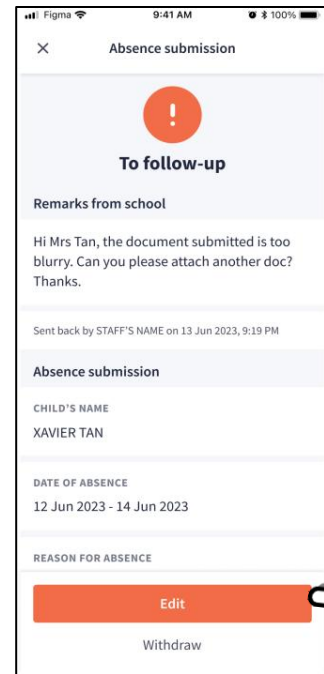 Figma 9:41 AM 100%
Absence submission
To follow-up
Remarks from school
Hi Mrs Tan, the document submitted is too
blurry. Can you please attach another doc?
Thanks.
Sent back by STAFF'S NAME on 13 Jun 2023, 9:19 PM
Absence submission
CHILD'S NAME
XAVIER TAN
DATE OF ABSENCE
12 Jun 2023 - 14 Jun 2023
REASON FOR ABSENCE
Edit
Withdraw